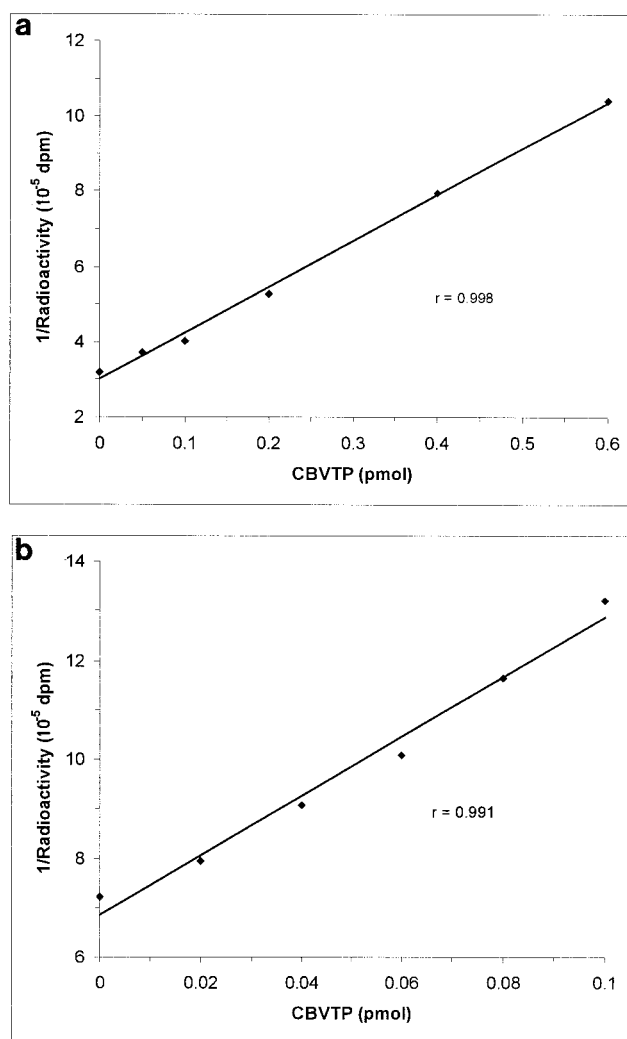 a
12
10
8
6
4
2
1/Radioactivity (10⁻⁵ dpm)
r = 0.998
0 0.1 0.2 0.3 0.4 0.5 0.6
CBVTP (pmol)
b
14
12
10
8
6
1/Radioactivity (10⁻⁵ dpm)
r = 0.991
0 0.02 0.04 0.06 0.08 0.1
CBVTP (pmol)